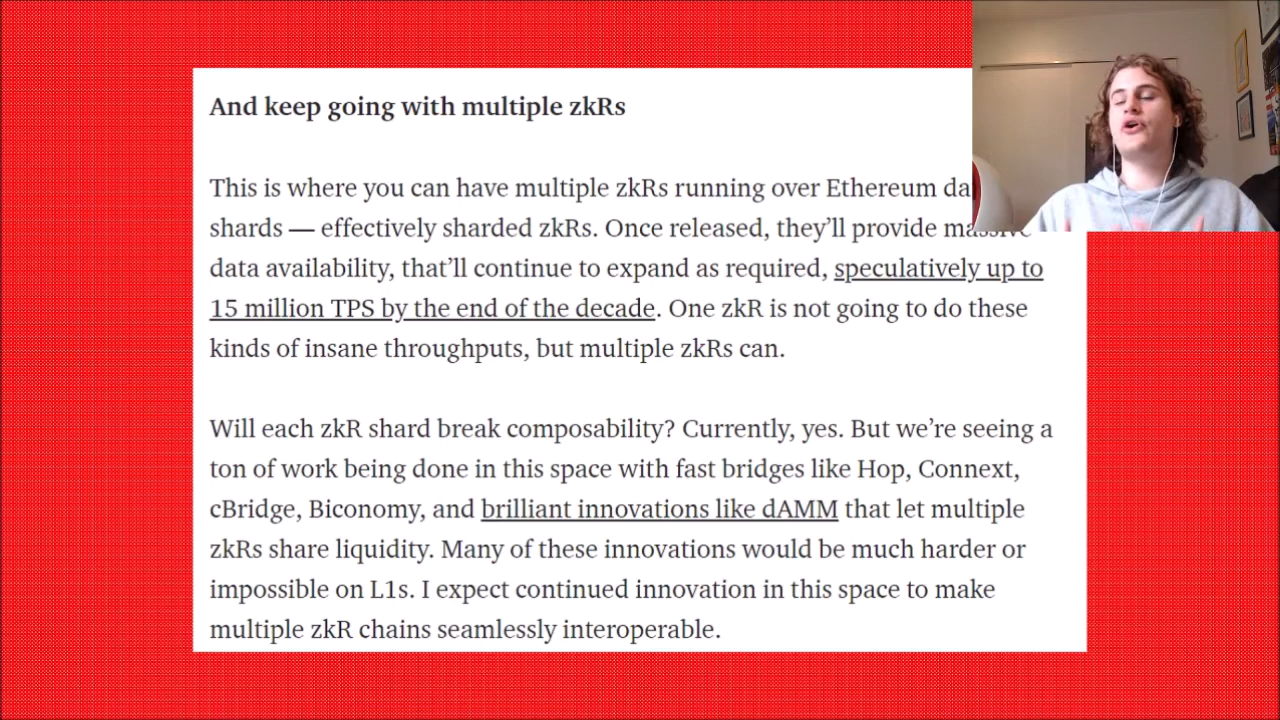 And keep going with multiple zkRs
This is where you can have multiple zkRs running over Ethereum
shards — effectively sharded zkRs. Once released, they’ll provide massive
data availability, that’ll continue to expand as required, speculatively up to
15 million TPS by the end of the decade. One zkR is not going to do these
kinds of insane throughputs, but multiple zkRs can.
Will each zkR shard break composability? Currently, yes. But we’re seeing a
ton of work being done in this space with fast bridges like Hop, Connext,
cBridge, Biconomy, and brilliant innovations like dAMM that let multiple
zkRs share liquidity. Many of these innovations would be much harder or
impossible on L1s. I expect continued innovation in this space to make
multiple zkR chains seamlessly interoperable.